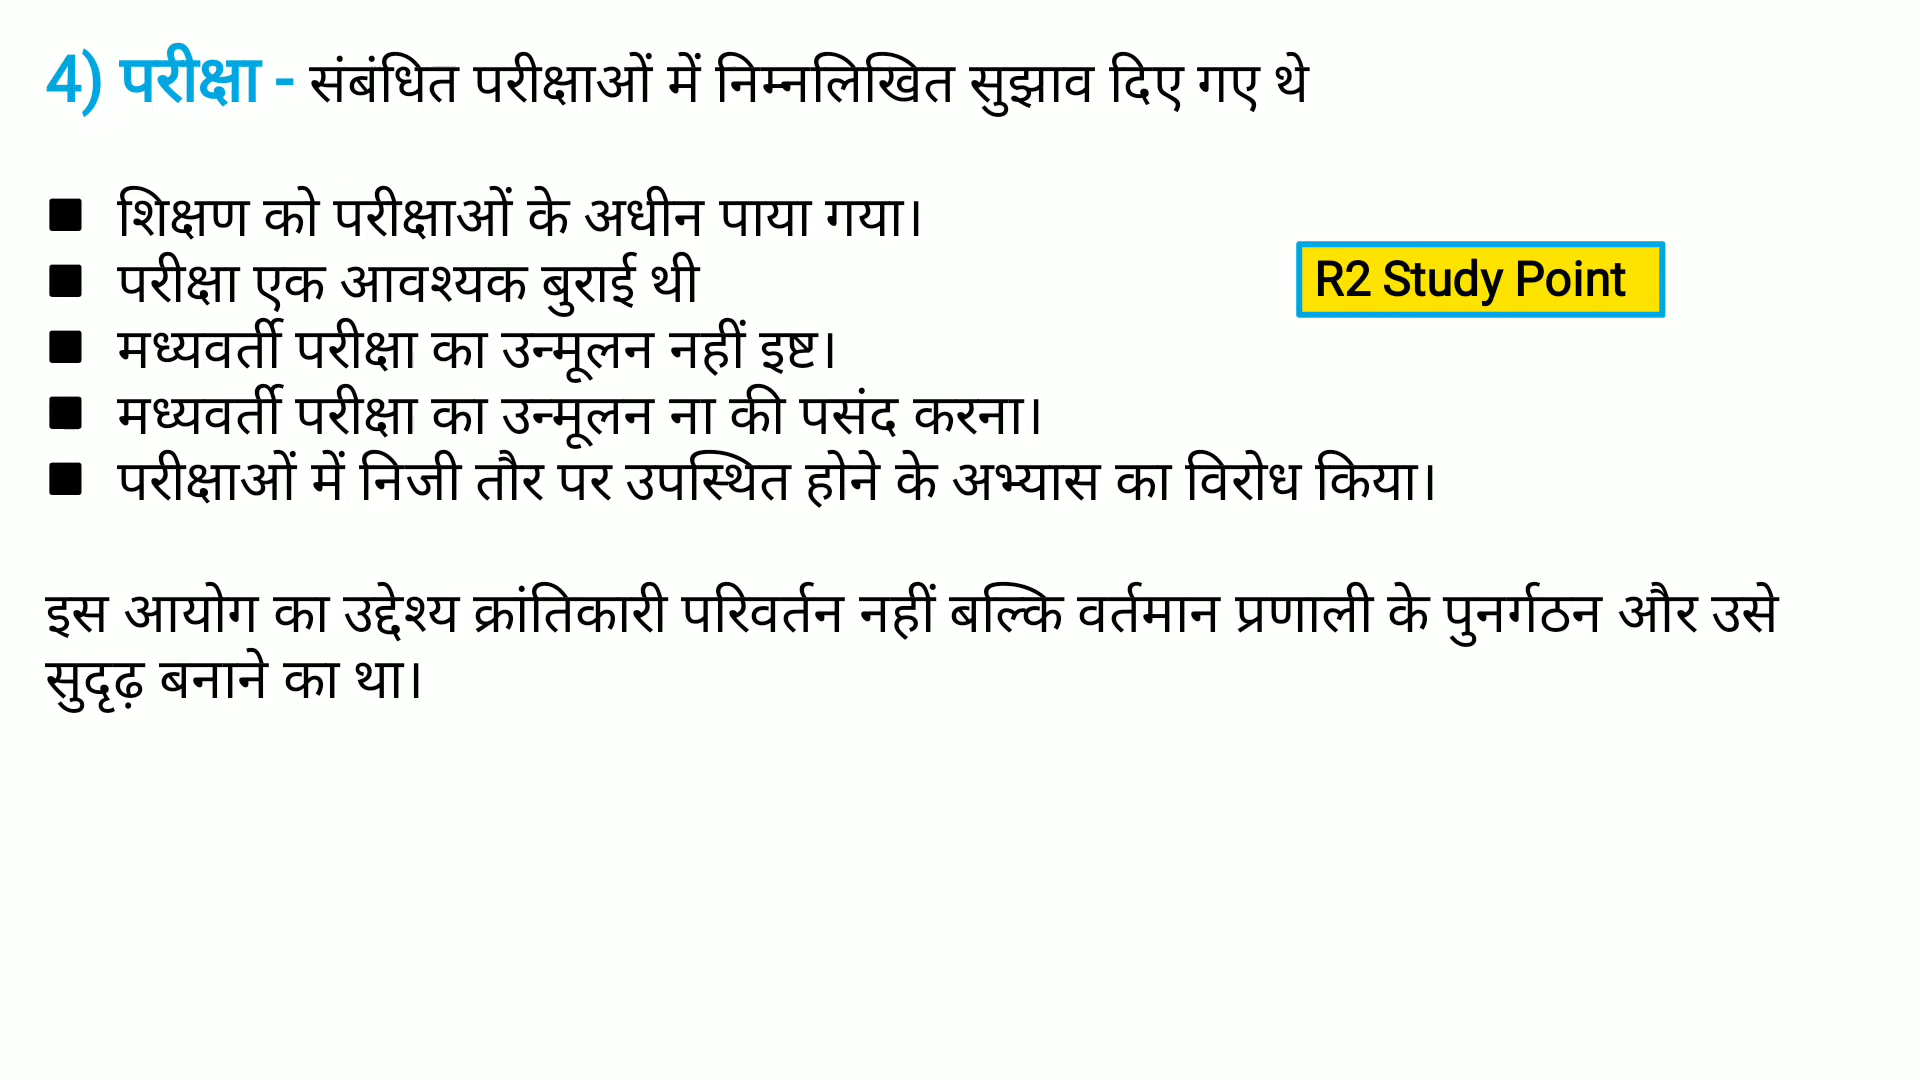 4) परीक्षा - संबंधित परीक्षाओं में निम्नलिखित सुझाव दिए गए थे
■ शिक्षण को परीक्षाओं के अधीन पाया गया।
■ परीक्षा एक आवश्यक बुराई थी
R2 Study Point
■ मध्यवर्ती परीक्षा का उन्मूलन नहीं इष्ट।
■ मध्यवर्ती परीक्षा का उन्मूलन ना की पसंद करना।
■ परीक्षाओं में निजी तौर पर उपस्थित होने के अभ्यास का विरोध किया।
इस आयोग का उद्देश्य क्रांतिकारी परिवर्तन नहीं बल्कि वर्तमान प्रणाली के पुनर्गठन और उसे
सुदृढ़ बनाने का था।